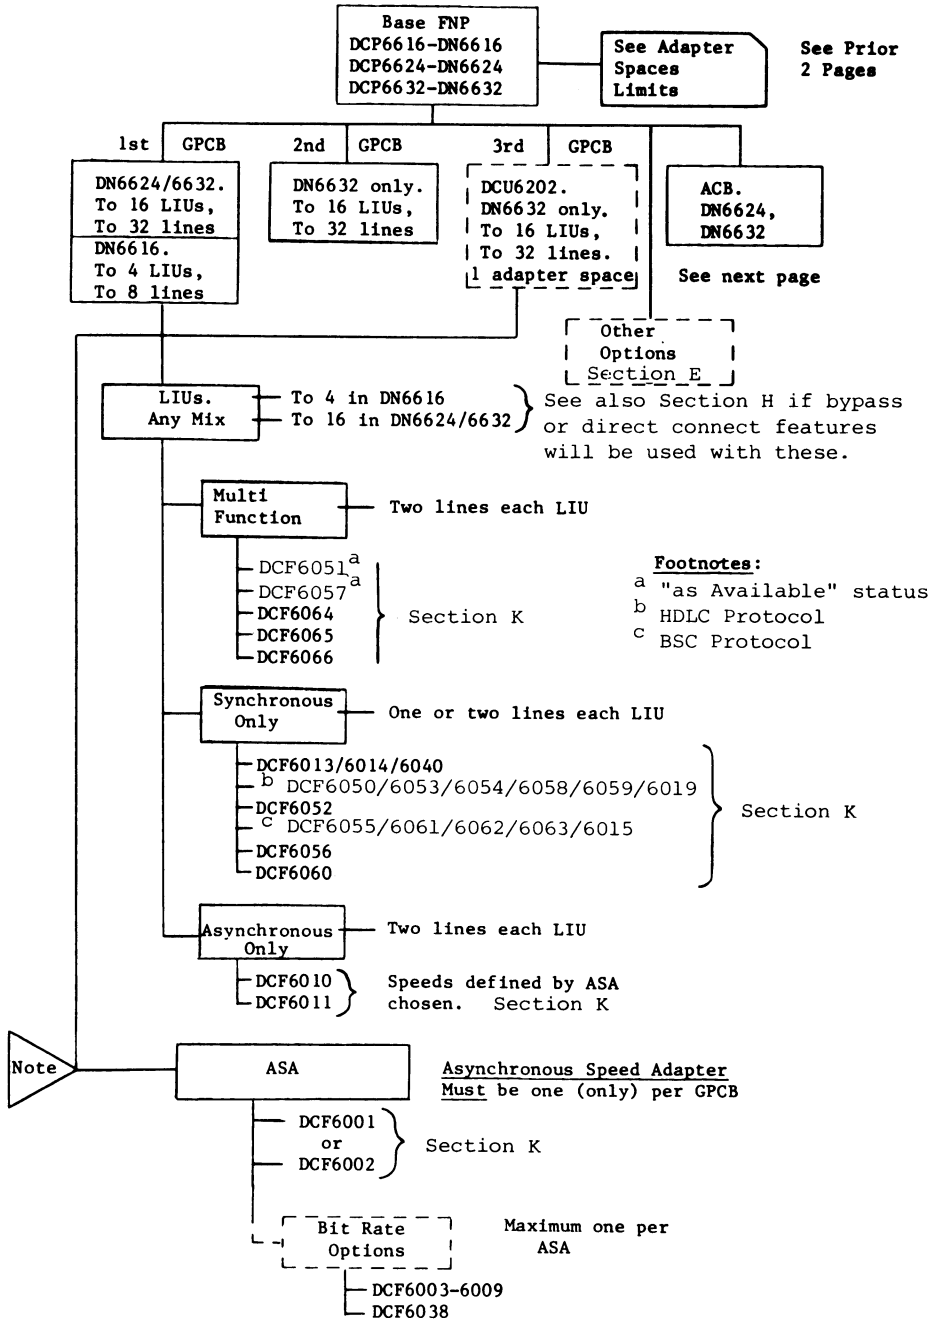 Base FNP
DCP6616-DN6616
DCP6624-DN6624
DCP6632-DN6632
See Adapter
Spaces
Limits
See Prior
2 Pages
1st GPCB
2nd GPCB
3rd GPCB
DN6624/6632.
To 16 LIUs,
To 32 lines
DN6616.
To 4 LIUs,
To 8 lines
DN6632 only.
To 16 LIUs,
To 32 lines
DCU6202.
DN6632 only.
To 16 LIUs,
To 32 lines.
1 adapter space
ACB.
DN6624,
DN6632
See next page
Other
Options
Section E
LIUs.
Any Mix
To 4 in DN6616
To 16 in DN6624/6632
See also Section H if bypass
or direct connect features
will be used with these.
Multi
Function
Two lines each LIU
DCF6051a
DCF6057a
DCF6064
DCF6065
DCF6066
Section K
Footnotes:
a "as Available" status
b HDLC Protocol
c BSC Protocol
Synchronous
Only
One or two lines each LIU
DCF6013/6014/6040
b DCF6050/6053/6054/6058/6059/6019
DCF6052
c DCF6055/6061/6062/6063/6015
DCF6056
DCF6060
Section K
Asynchronous
Only
Two lines each LIU
DCF6010
DCF6011
Speeds defined by ASA
chosen. Section K
Note
ASA
Asynchronous Speed Adapter
Must be one (only) per GPCB
DCF6001
or
DCF6002
Section K
Bit Rate
Options
Maximum one per
ASA
DCF6003-6009
DCF6038